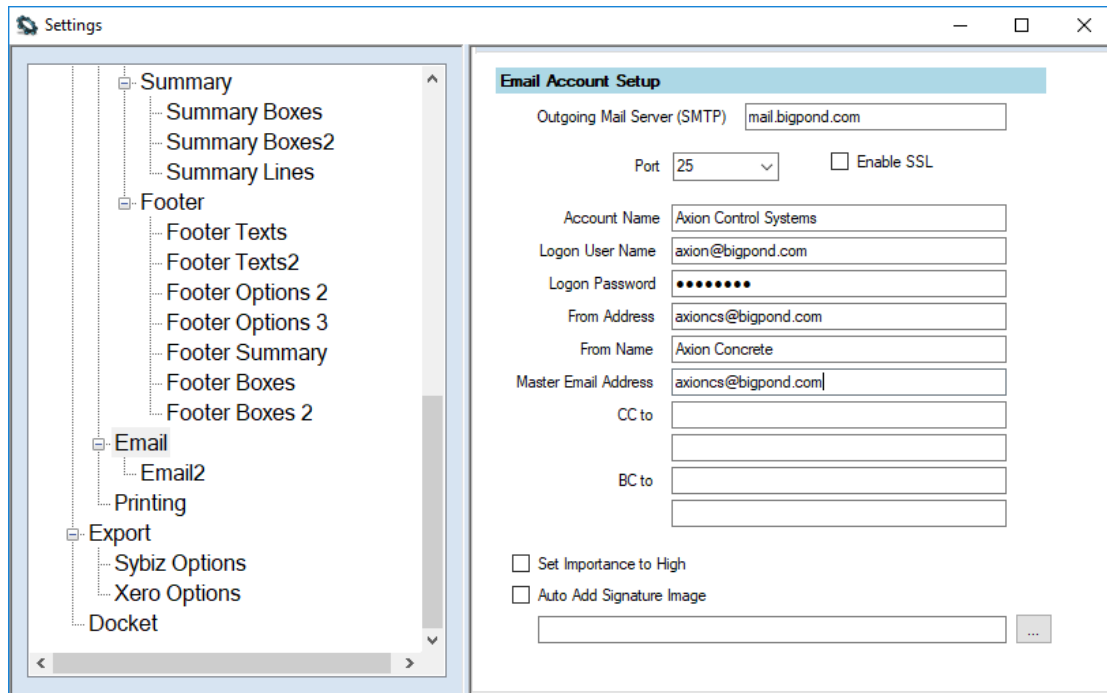 Settings
Summary
Summary Boxes
Summary Boxes2
Summary Lines
Footer
Footer Texts
Footer Texts2
Footer Options 2
Footer Options 3
Footer Summary
Footer Boxes
Footer Boxes 2
Email
Email2
Printing
Export
Sybiz Options
Xero Options
Docket
Email Account Setup
Outgoing Mail Server (SMTP) mail.bigpond.com
Port 25 Enable SSL
Account Name Axion Control Systems
Logon User Name axion@bigpond.com
Logon Password ●●●●●●●●
From Address axioncs@bigpond.com
From Name Axion Concrete
Master Email Address axioncs@bigpond.com
CC to
BC to
Set Importance to High
Auto Add Signature Image
...